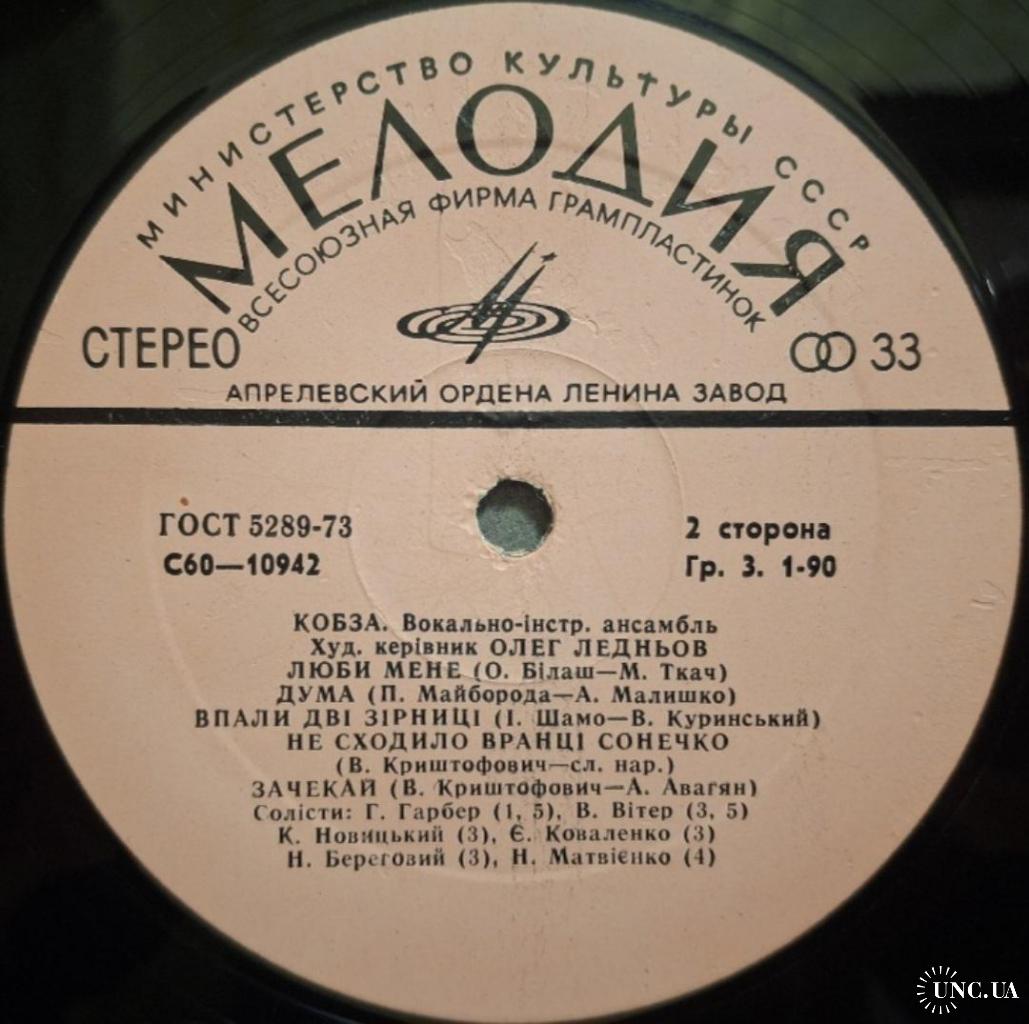 МИНИСТЕРСТВО КУЛЬТУРЫ СССР
МЕЛОДИЯ
ВСЕСОЮЗНАЯ ФИРМА ГРАМПЛАСТИНОК
СТЕРЕО
33
АПРЕЛЕВСКИЙ ОРДЕНА ЛЕНИНА ЗАВОД
ГОСТ 5289-73
2 сторона
С60—10942
Гр. 3. 1-90
КОБЗА. Вокально-інстр. ансамбль
Худ. керівник ОЛЕГ ЛЕДНЬОВ
ЛЮБИ МЕНЕ (О. Білаш—М. Ткач)
ДУМА (П. Майборода—А. Малишко)
ВПАЛИ ДВІ ЗІРНИЦІ (І. Шамо—В. Куринський)
НЕ СХОДИЛО ВРАНЦІ СОНЕЧКО
(В. Криштофович—сл. нар.)
ЗАЧЕКАЙ (В. Криштофович—А. Авагян)
Солісти: Г. Гарбер (1, 5), В. Вітер (3, 5)
К. Новицький (3), Є. Коваленко (3)
Н. Береговий (3), Н. Матвієнко (4)
UNC.UA